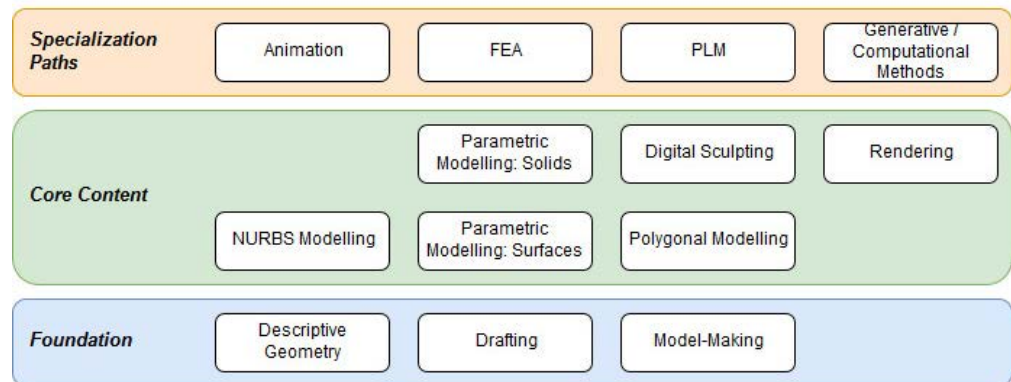 Specialization
Paths
Animation
FEA
PLM
Generative /
Computational
Methods
Core Content
Parametric
Modelling: Solids
Digital Sculpting
Rendering
NURBS Modelling
Parametric
Modelling: Surfaces
Polygonal Modelling
Foundation
Descriptive
Geometry
Drafting
Model-Making